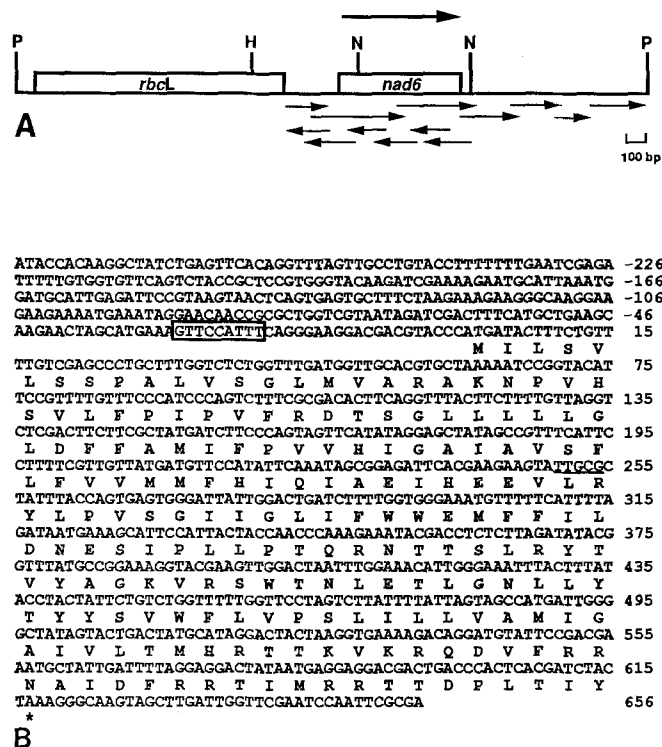 P H N N P
rbcL nad6
A
100 bp
ATACCACAAGGCTATCTGAGTTCACAGGTTTAGTTGCCTGTACCTTTTTTTGAATCGAGA -226
TTTTTGTGGTGTTCAGTCTACCGCTCCGTGGGTACAAGATCGAAAAGAATGCATTAAATG -166
GATGCATTGAGATTCCGTAAGTAACTCAGTGAGTGCTTTCTAAGAAAGAAGGGCAAGGAA -106
GAAGAAAATGAAATAGGAACAACCGCGCTGGTCGTAATAGATCGACTTTCATGCTGAAGC -46
AAGAACTAGCATGAAAGTTCCATTTCAGGGAAGGACGACGTACCCATGATACTTTCTGTT 15
M I L S V
TTGTCGAGCCCTGCTTTGGTCTCTGGTTTGATGGTTGCACGTGCTAAAAATCCGGTACAT 75
L S S P A L V S G L M V A R A K N P V H
TCCGTTTTGTTTCCCATCCCAGTCTTTCGCGACACTTCAGGTTTACTTCTTTTGTTAGGT 135
S V L F P I P V F R D T S G L L L L L G
CTCGACTTCTTCGCTATGATCTTCCCAGTAGTTCATATAGGAGCTATAGCCGTTTCATTC 195
L D F F A M I F P V V H I G A I A V S F
CTTTTCGTTGTTATGATGTTCCATATTCAAATAGCGGAGATTCACGAAGAAGTATTGCGC 255
L F V V M M F H I Q I A E I H E E V L R
TATTTACCAGTGAGTGGGATTATTGGACTGATCTTTTGGTGGGAAATGTTTTTCATTTTA 315
Y L P V S G I I G L I F W W E M F F I L
GATAATGAAAGCATTCCATTACTACCAACCCAAAGAAATACGACCTCTCTTAGATATACG 375
D N E S I P L L P T Q R N T T S L R Y T
GTTTATGCCGGAAAGGTACGAAGTTGGACTAATTTGGAAACATTGGGAAATTTACTTTAT 435
V Y A G K V R S W T N L E T L G N L L Y
ACCTACTATTCTGTCTGGTTTTTGGTTCCTAGTCTTATTTTATTAGTAGCCATGATTGGG 495
T Y Y S V W F L V P S L I L L V A M I G
GCTATAGTACTGACTATGCATAGGACTACTAAGGTGAAAAGACAGGATGTATTCCGACGA 555
A I V L T M H R T T K V K R Q D V F R R
AATGCTATTGATTTTAGGAGGACTATAATGAGGAGGACGACTGACCCACTCACGATCTAC 615
N A I D F R R T I M R R T T D P L T I Y
TAAAGGGCAAGTAGCTTGATTGGTTCGAATCCAATTCGCGA 656
*
B